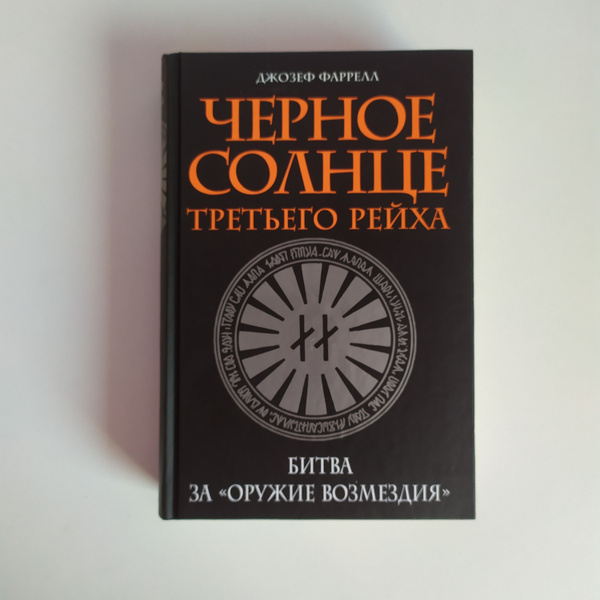 ДЖОЗЕФ ФАРРЕЛЛ
ЧЕРНОЕ
СОЛНЦЕ
ТРЕТЬЕГО РЕЙХА
БИТВА
ЗА «ОРУЖИЕ ВОЗМЕЗДИЯ»